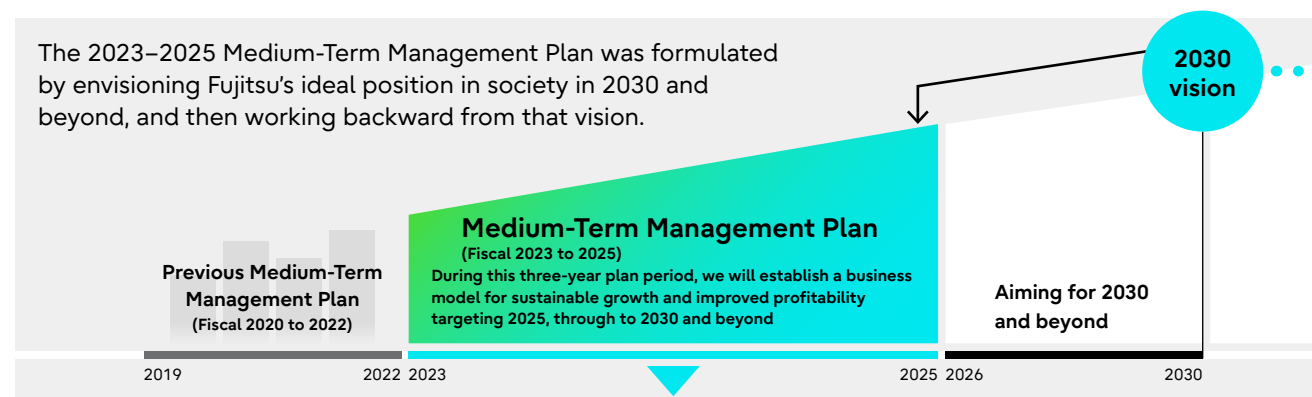 The 2023–2025 Medium-Term Management Plan was formulated
by envisioning Fujitsu's ideal position in society in 2030 and
beyond, and then working backward from that vision.
2030
vision
Previous Medium-Term
Management Plan
(Fiscal 2020 to 2022)
Medium-Term Management Plan
(Fiscal 2023 to 2025)
During this three-year plan period, we will establish a business
model for sustainable growth and improved profitability
targeting 2025, through to 2030 and beyond
Aiming for 2030
and beyond
2019 2022 2023 2025 2026 2030